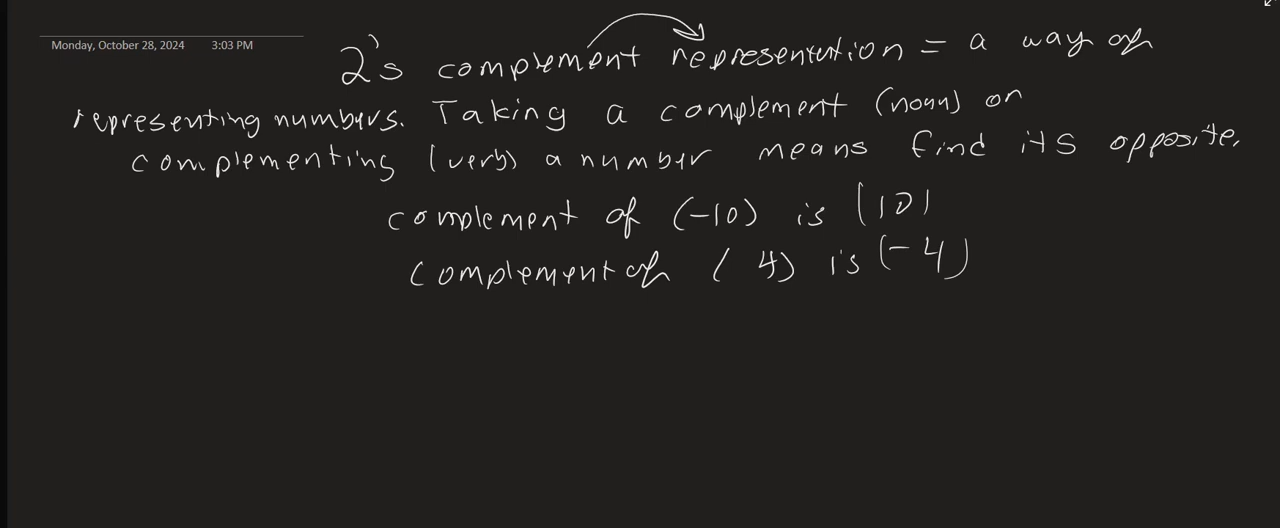 Monday, October 28, 2024 3:03 PM
2's complement representation = a way of
representing numbers. Taking a complement (noun) or
complementing (verb) a number means find its opposite.
complement of (-10) is (10)
complement of (4) is (-4)